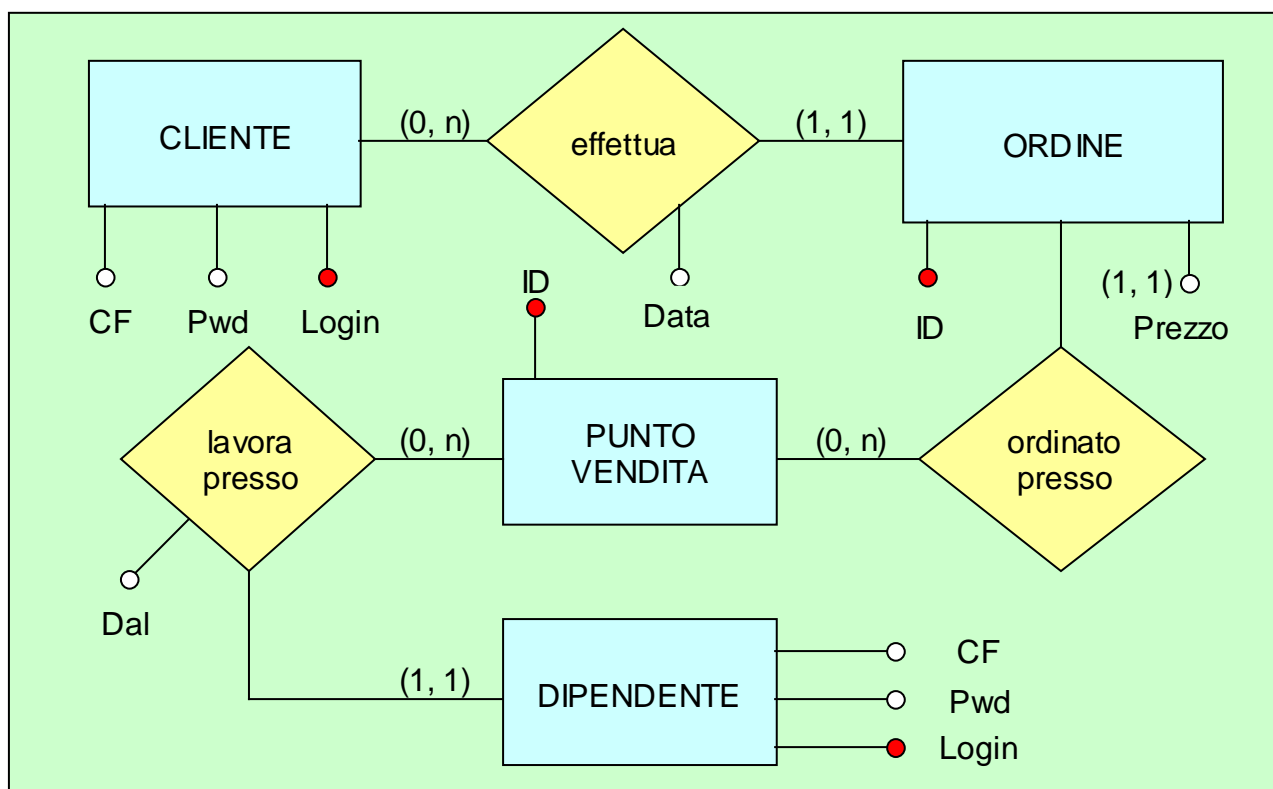 CLIENTE
(0, n)
effettua
(1, 1)
ORDINE
CF
Pwd
Login
ID
Data
ID
(1, 1)
Prezzo
lavora
presso
(0, n)
PUNTO
VENDITA
(0, n)
ordinato
presso
Dal
(1, 1)
DIPENDENTE
CF
Pwd
Login